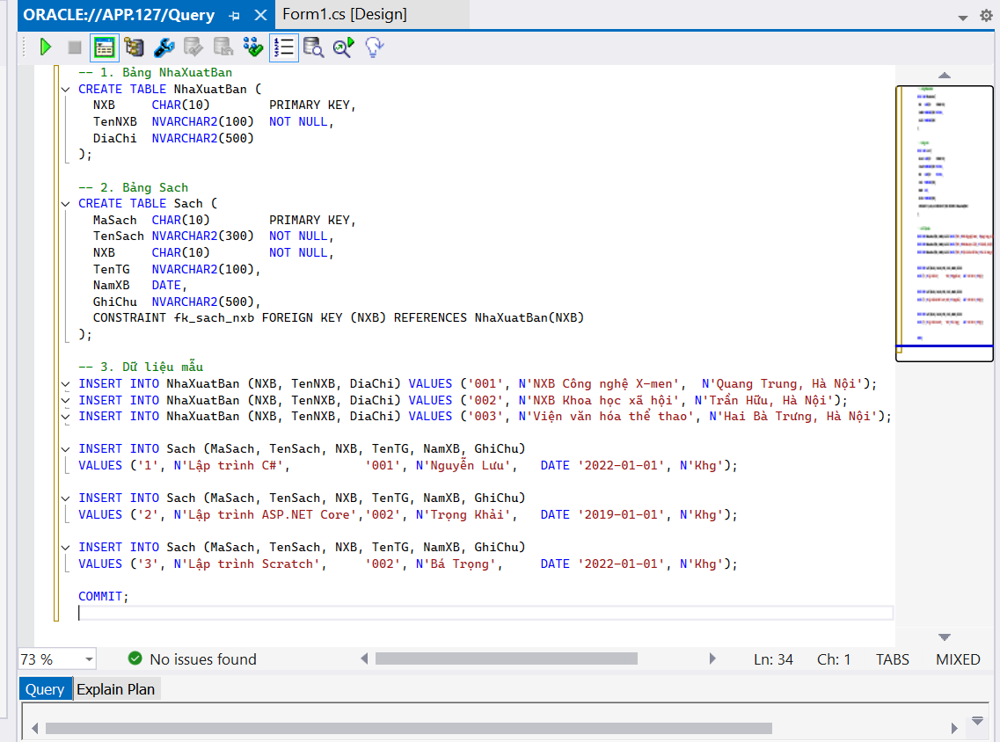 ORACLE://APP.127/Query Form1.cs [Design]
-- 1. Bảng NhaXuatBan
CREATE TABLE NhaXuatBan (
NXB CHAR(10) PRIMARY KEY,
TenNXB NVARCHAR2(100) NOT NULL,
DiaChi NVARCHAR2(500)
);
-- 2. Bảng Sach
CREATE TABLE Sach (
MaSach CHAR(10) PRIMARY KEY,
TenSach NVARCHAR2(300) NOT NULL,
NXB CHAR(10) NOT NULL,
TenTG NVARCHAR2(100),
NamXB DATE,
GhiChu NVARCHAR2(500),
CONSTRAINT fk_sach_nxb FOREIGN KEY (NXB) REFERENCES NhaXuatBan(NXB)
);
-- 3. Dữ liệu mẫu
INSERT INTO NhaXuatBan (NXB, TenNXB, DiaChi) VALUES ('001', N'NXB Công nghệ X-men', N'Quang Trung, Hà Nội');
INSERT INTO NhaXuatBan (NXB, TenNXB, DiaChi) VALUES ('002', N'NXB Khoa học xã hội', N'Trần Hữu, Hà Nội');
INSERT INTO NhaXuatBan (NXB, TenNXB, DiaChi) VALUES ('003', N'Viện văn hóa thể thao', N'Hai Bà Trưng, Hà Nội');
INSERT INTO Sach (MaSach, TenSach, NXB, TenTG, NamXB, GhiChu)
VALUES ('1', N'Lập trình C#', '001', N'Nguyễn Lưu', DATE '2022-01-01', N'Khg');
INSERT INTO Sach (MaSach, TenSach, NXB, TenTG, NamXB, GhiChu)
VALUES ('2', N'Lập trình ASP.NET Core','002', N'Trọng Khải', DATE '2019-01-01', N'Khg');
INSERT INTO Sach (MaSach, TenSach, NXB, TenTG, NamXB, GhiChu)
VALUES ('3', N'Lập trình Scratch', '002', N'Bá Trọng', DATE '2022-01-01', N'Khg');
COMMIT;
73 % No issues found Ln: 34 Ch: 1 TABS MIXED
Query Explain Plan